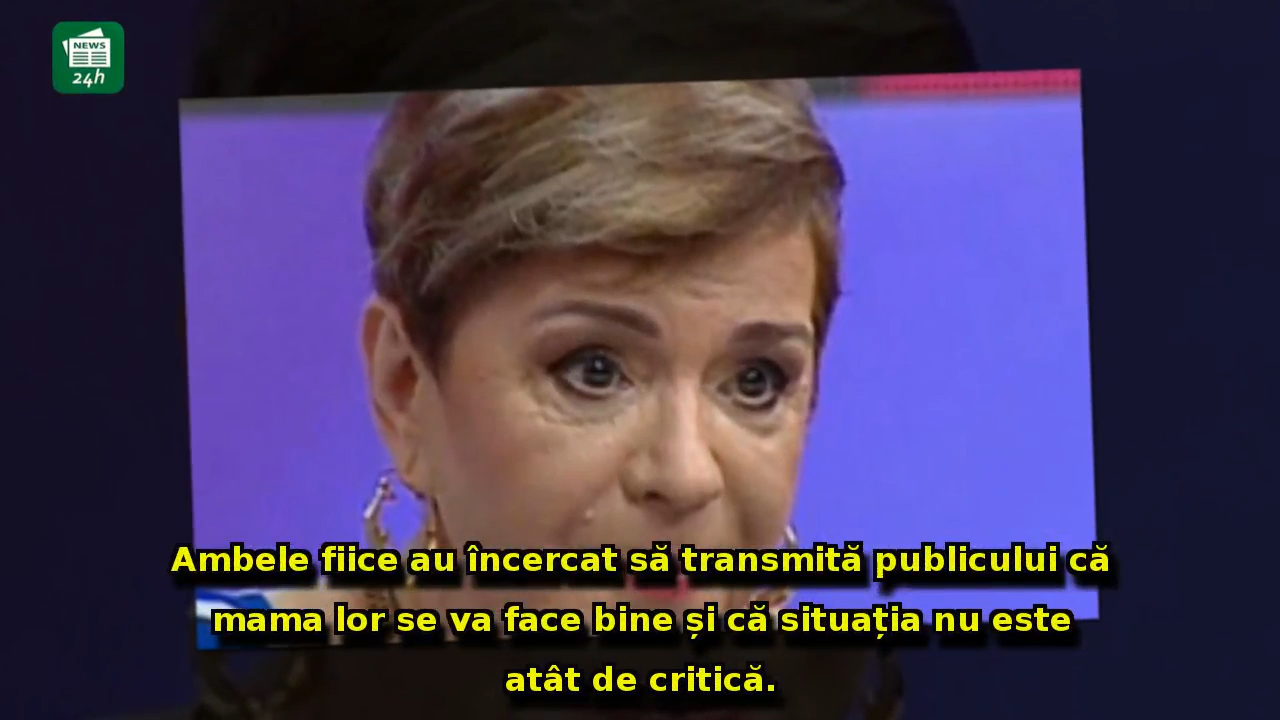 NEWS
24h
Ambele fiice au încercat să transmită publicului că
mama lor se va face bine și că situația nu este
atât de critică.